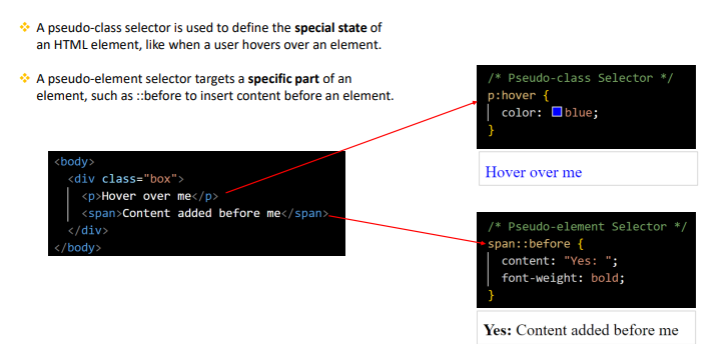 A pseudo-class selector is used to define the special state of
an HTML element, like when a user hovers over an element.
A pseudo-element selector targets a specific part of an
element, such as ::before to insert content before an element.
<body>
<div class="box">
<p>Hover over me</p>
<span>Content added before me</span>
</div>
</body>
/* Pseudo-class Selector */
p:hover {
color: blue;
}
Hover over me
/* Pseudo-element Selector */
span::before {
content: "Yes: ";
font-weight: bold;
}
Yes: Content added before me